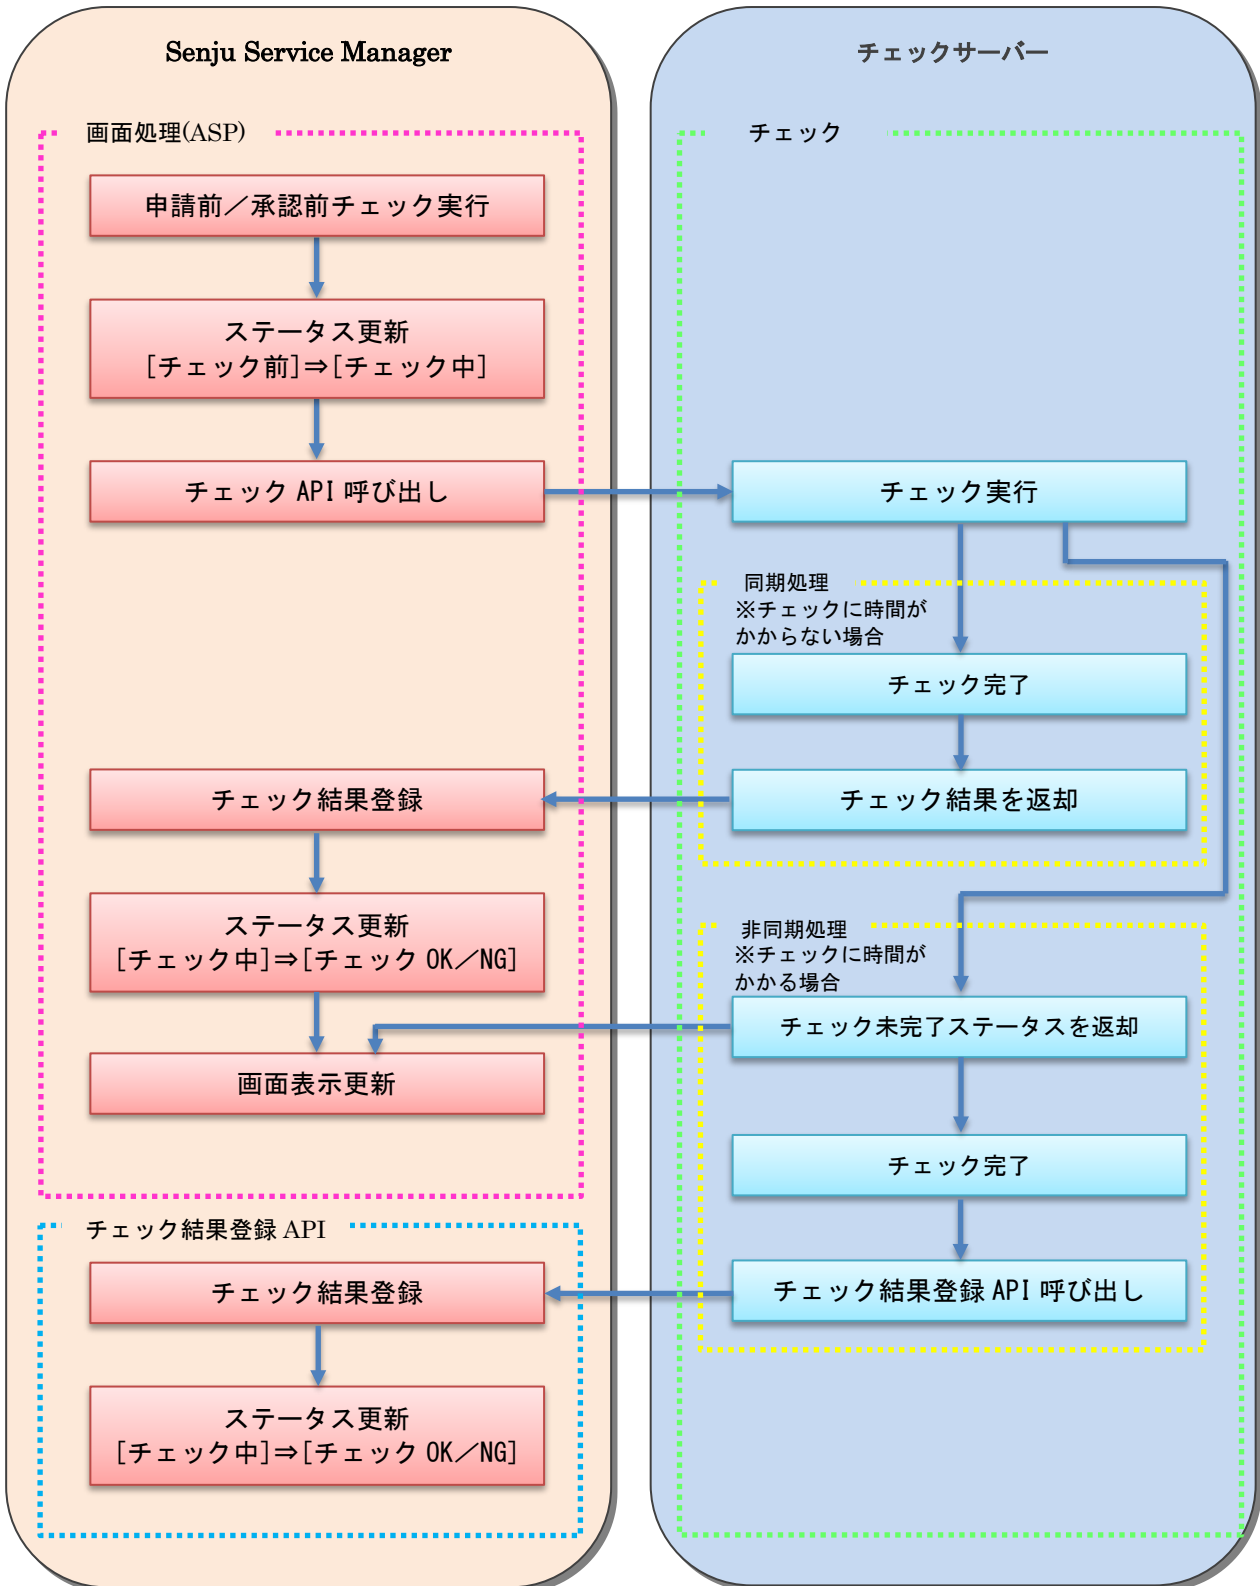 Senju Service Manager
画面処理(ASP)
申請前／承認前チェック実行
ステータス更新
[チェック前]⇒[チェック中]
チェック API 呼び出し
チェック結果登録
ステータス更新
[チェック中]⇒[チェック OK／NG]
画面表示更新
チェック結果登録 API
チェック結果登録
ステータス更新
[チェック中]⇒[チェック OK／NG]
チェックサーバー
チェック
チェック実行
同期処理
※チェックに時間が
かからない場合
チェック完了
チェック結果を返却
非同期処理
※チェックに時間が
かかる場合
チェック未完了ステータスを返却
チェック完了
チェック結果登録 API 呼び出し